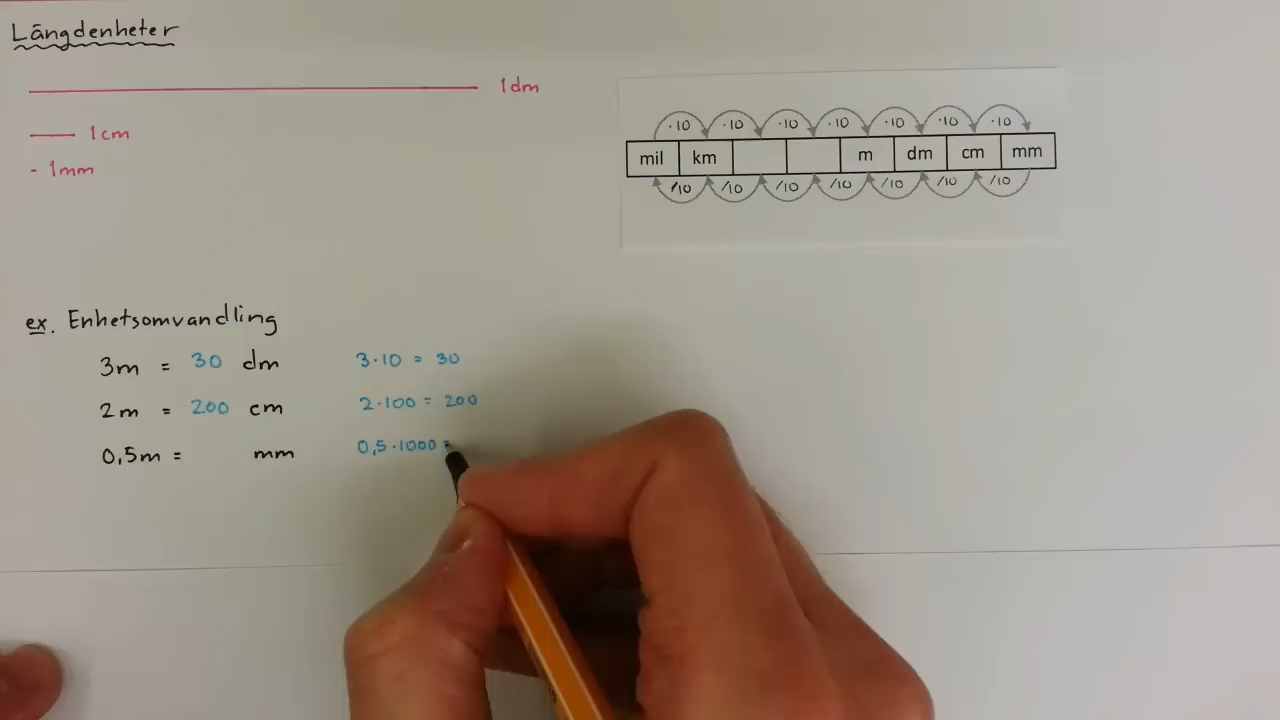 Längdenheter
1dm
1cm
1mm
·10 ·10 ·10 ·10 ·10 ·10 ·10
mil km m dm cm mm
/10 /10 /10 /10 /10 /10 /10
ex. Enhetsomvandling
3m = 30 dm 3·10 = 30
2m = 200 cm 2·100 = 200
0,5m = mm 0,5·1000 =